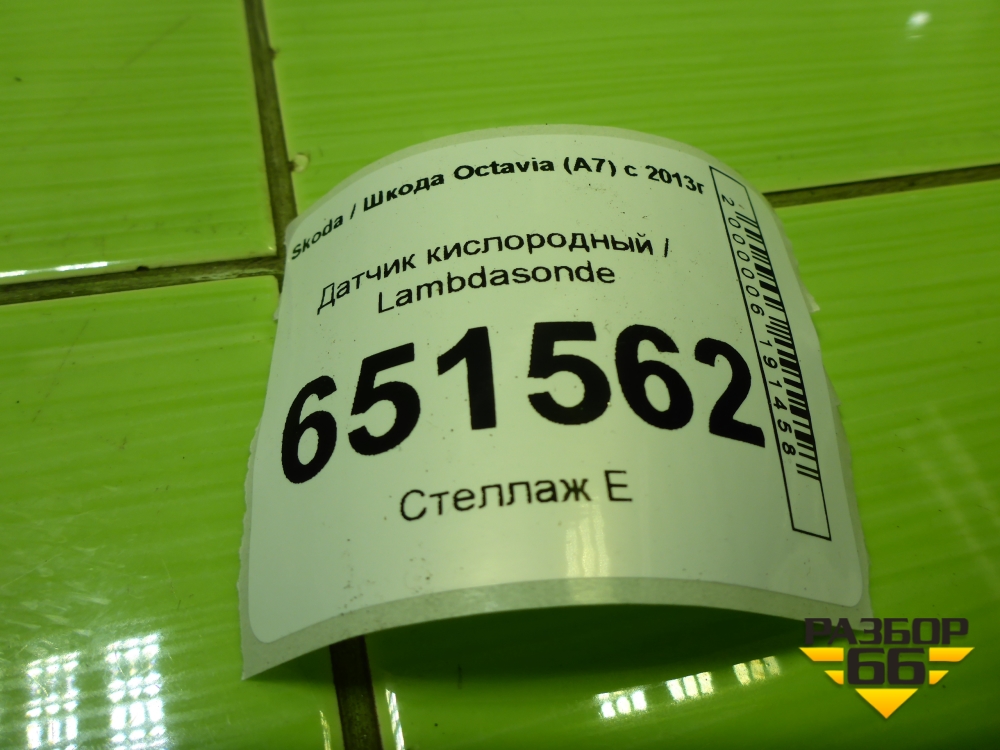 Skoda / Шкода Octavia (A7) с 2013г
Датчик кислородный /
Lambdasonde
651562
Стеллаж Е
2000006191458
РАЗБОР
66